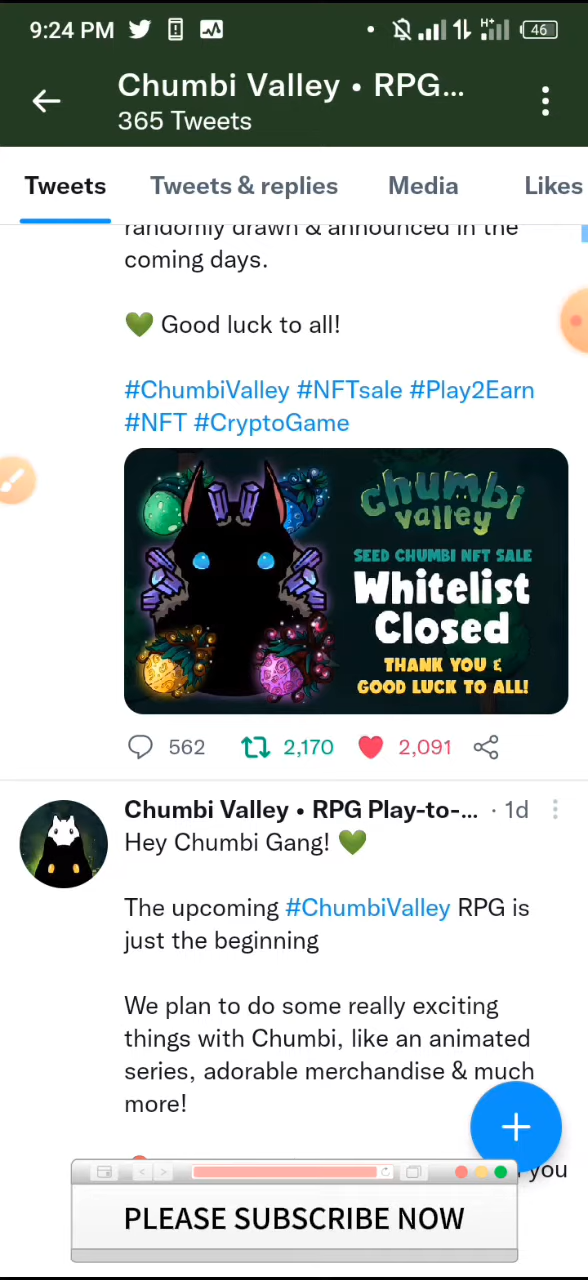 9:24 PM
H+
46
Chumbi Valley • RPG...
365 Tweets
Tweets
Tweets & replies
Media
Likes
randomly drawn & announced in the
coming days.
💚 Good luck to all!
#ChumbiValley #NFTsale #Play2Earn
#NFT #CryptoGame
chumbi
valley
SEED CHUMBI NFT SALE
Whitelist
Closed
THANK YOU &
GOOD LUCK TO ALL!
562
2,170
2,091
Chumbi Valley • RPG Play-to-... · 1d
Hey Chumbi Gang! 💚
The upcoming #ChumbiValley RPG is
just the beginning
We plan to do some really exciting
things with Chumbi, like an animated
series, adorable merchandise & much
more!
you
PLEASE SUBSCRIBE NOW